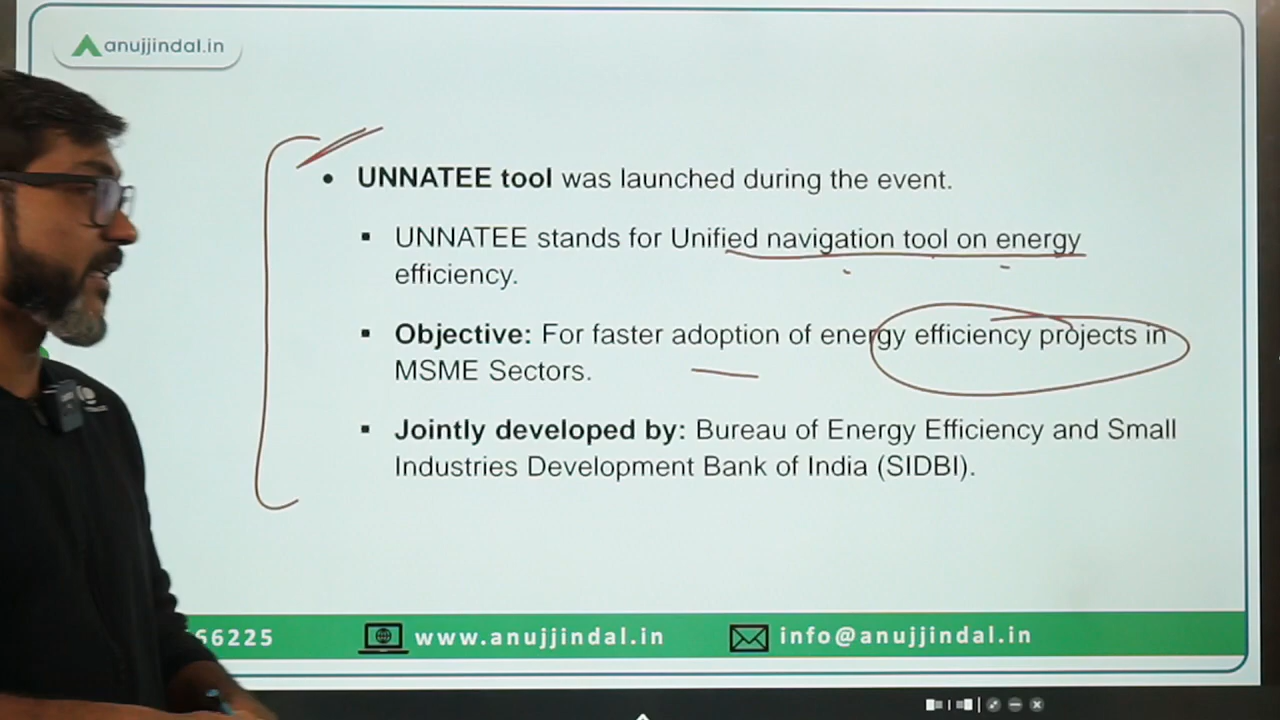 anujjindal.in
• UNNATEE tool was launched during the event.
▪ UNNATEE stands for Unified navigation tool on energy
efficiency.
▪ Objective: For faster adoption of energy efficiency projects in
MSME Sectors.
▪ Jointly developed by: Bureau of Energy Efficiency and Small
Industries Development Bank of India (SIDBI).
66225 www.anujjindal.in info@anujjindal.in